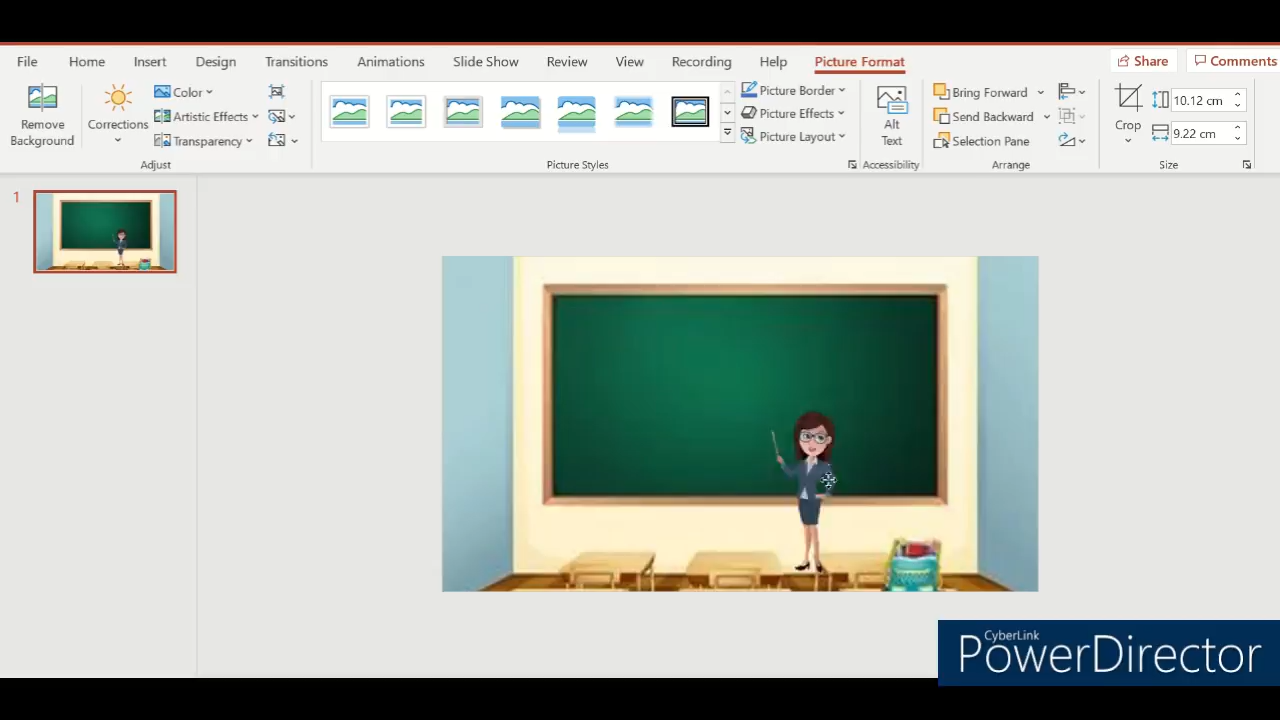 File Home Insert Design Transitions Animations Slide Show Review View Recording Help Picture Format Share Comments
Remove Background
Corrections
Color
Artistic Effects
Transparency
Adjust
Picture Styles
Picture Border
Picture Effects
Picture Layout
Alt Text
Accessibility
Bring Forward
Send Backward
Selection Pane
Arrange
Crop
10.12 cm
9.22 cm
Size
1
CyberLink
PowerDirector